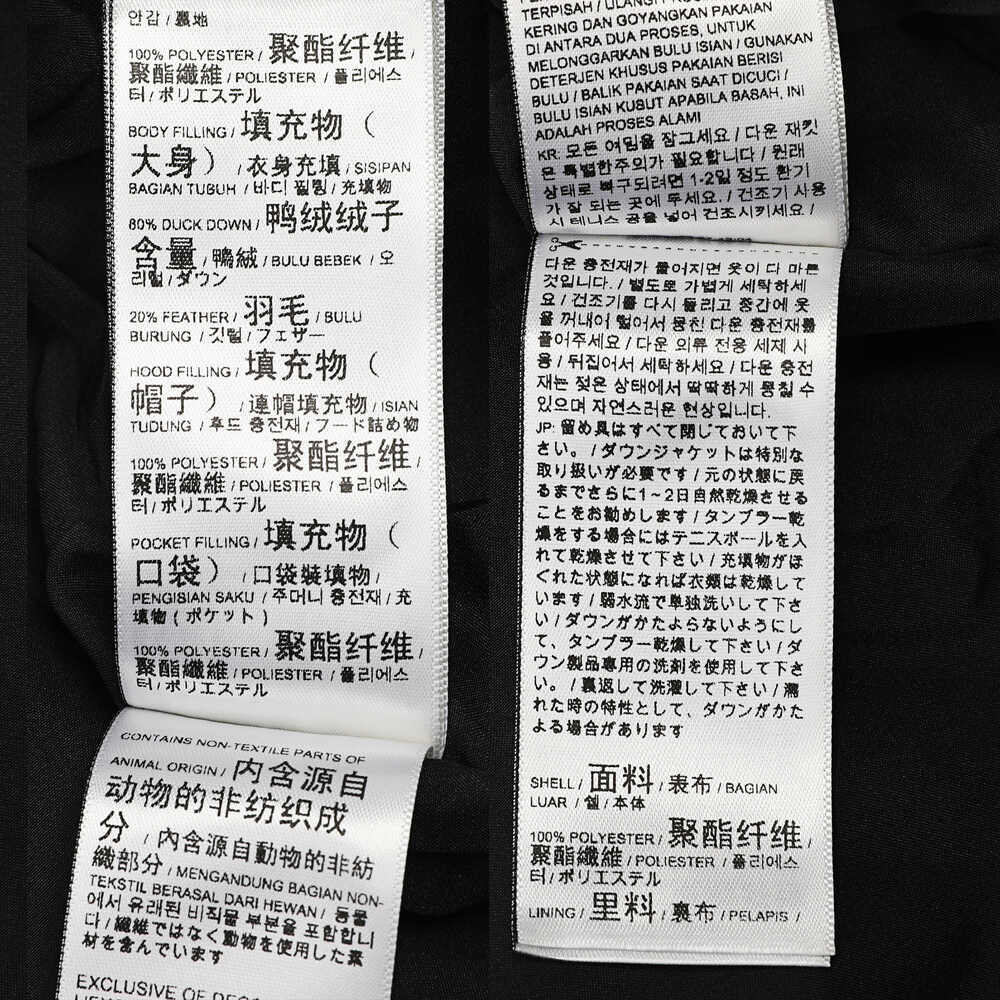 안감 / 裏地
100% POLYESTER / 聚酯纤维 /
聚酯纖維 / POLIESTER / 폴리에스
터 / ポリエステル
BODY FILLING / 填充物（
大身） / 衣身充填 / SISIPAN
BAGIAN TUBUH / 바디 필링 / 充填物
80% DUCK DOWN / 鸭绒绒子
含量 / 鴨絨 / BULU BEBEK / 오
리털 / ダウン
20% FEATHER / 羽毛 / BULU
BURUNG / 깃털 / フェザー
HOOD FILLING / 填充物（
帽子） / 連帽填充物 / ISIAN
TUDUNG / 후드 충전재 / フード詰め物
100% POLYESTER / 聚酯纤维 /
聚酯纖維 / POLIESTER / 폴리에스
터 / ポリエステル
POCKET FILLING / 填充物（
口袋） / 口袋裝填物 /
PENGISIAN SAKU / 주머니 충전재 / 充
填物 ( ポケット )
100% POLYESTER / 聚酯纤维 /
聚酯纖維 / POLIESTER / 폴리에스
터 / ポリエステル
CONTAINS NON-TEXTILE PARTS OF
ANIMAL ORIGIN / 内含源自
动物的非纺织成
分 / 內含源自動物的非紡
織部分 / MENGANDUNG BAGIAN NON-
TEKSTIL BERASAL DARI HEWAN / 동물
에서 유래된 비직물 부분을 포함합니
다 / 繊維ではなく動物を使用した素
材を含んでいます
EXCLUSIVE OF
TERPISAH / ULANGI
KERING DAN GOYANGKAN PAKAIAN
DI ANTARA DUA PROSES, UNTUK
MELONGGARKAN BULU ISIAN / GUNAKAN
DETERJEN KHUSUS PAKAIAN BERISI
BULU / BALIK PAKAIAN SAAT DICUCI /
BULU ISIAN KUSUT APABILA BASAH, INI
ADALAH PROSES ALAMI
KR: 모든 여밈을 잠그세요 / 다운 재킷
은 특별한주의가 필요합니다 / 원래
상태로 복구되려면 1-2일 정도 환기
가 잘 되는 곳에 두세요. / 건조기 사용
시 테니스 공을 넣어 건조시키세요. /
다운 충전재가 풀어지면 옷이 다 마른
것입니다. / 별도로 가볍게 세탁하세
요 / 건조기를 다시 돌리고 중간에 옷
을 꺼내어 털어서 뭉친 다운 충전재를
풀어주세요 / 다운 의류 전용 세제 사
용 / 뒤집어서 세탁하세요 / 다운 충전
재는 젖은 상태에서 딱딱하게 뭉칠 수
있으며 자연스러운 현상입니다.
JP: 留め具はすべて閉じておいて下
さい。 / ダウンジャケットは特別な
取り扱いが必要です / 元の状態に戻
るまでさらに1～2日自然乾燥させる
ことをお勧めします / タンブラー乾
燥をする場合にはテニスボールを入
れて乾燥させて下さい / 充填物がほ
ぐれた状態になれば衣類は乾燥して
います / 弱水流で単独洗いして下さ
い / ダウンがかたよらないようにし
て、タンブラー乾燥して下さい / ダ
ウン製品専用の洗剤を使用して下さ
い。 / 裏返して洗濯して下さい / 濡
れた時の特性として、ダウンがかた
よる場合があります
SHELL / 面料 / 表布 / BAGIAN
LUAR / 쉘 / 本体
100% POLYESTER / 聚酯纤维 /
聚酯纖維 / POLIESTER / 폴리에스
터 / ポリエステル
LINING / 里料 / 裏布 / PELAPIS /